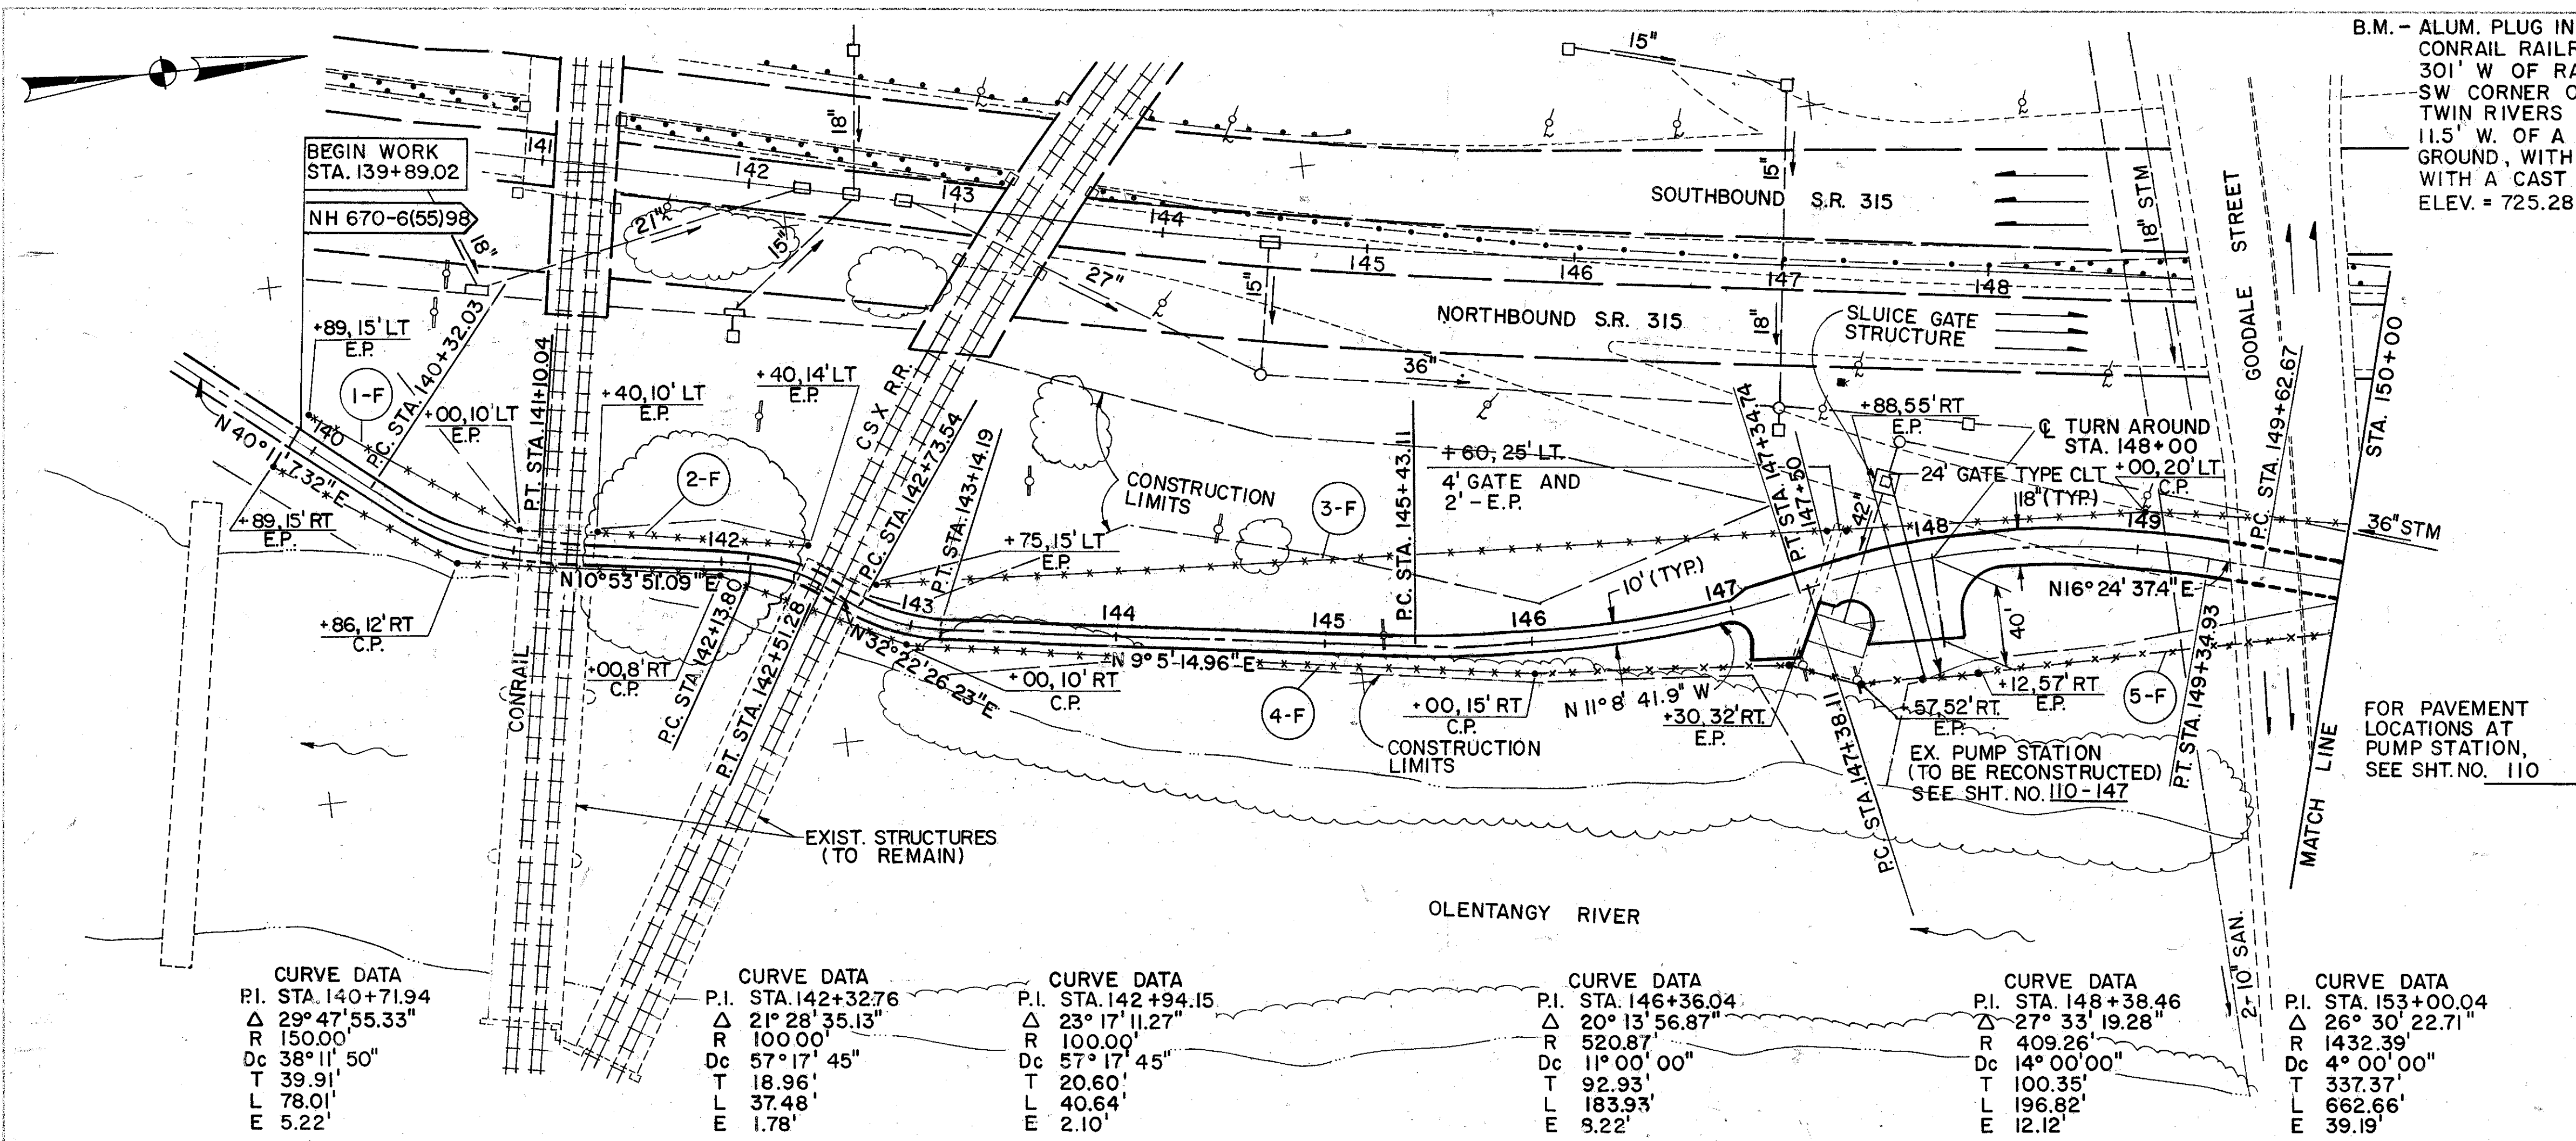 B.M. - ALUM. PLUG IN
CONRAIL RAILR
301' W OF RA
SW CORNER O
TWIN RIVERS
11.5' W. OF A
GROUND, WITH
WITH A CAST
ELEV. = 725.28
15"
18"
15"
18" STM
BEGIN WORK
STA. 139+89.02
NH 670-6(55)98
141
142
143
144
145
146
147
148
SOUTHBOUND S.R. 315
NORTHBOUND S.R. 315
GOODALE STREET
18"
21"
15"
27"
15"
18"
36"
SLUICE GATE
STRUCTURE
+89, 15' LT
E.P.
1-F
P.C. STA. 140+32.03
+00, 10' LT
E.P.
P.T. STA. 141+10.04
+40, 10' LT
E.P.
+40, 14' LT
E.P.
2-F
CSX R.R.
P.C. STA. 142+73.54
P.T. STA. 143+14.19
CONSTRUCTION
LIMITS
3-F
+75, 15' LT
E.P.
P.C. STA. 145+43.11
+60, 25' LT
4' GATE AND
2' - E.P.
P.T. STA. 147+34.74
147+50
42"
+88, 55' RT
E.P.
℄ TURN AROUND
STA. 148+00
24' GATE TYPE CLT
+00, 20' LT
C.P.
18" (TYP.)
P.C. STA. 149+62.67
STA. 150+00
36" STM
N 40° 11' 7.32" E
140
+89, 15' RT
E.P.
+86, 12' RT
C.P.
142
N 10° 53' 51.09" E
+00, 8' RT
C.P.
P.C. STA. 142+13.80
P.T. STA. 142+51.28
N 32° 22' 26.23" E
143
144
145
146
147
148
149
N 9° 5' 14.96" E
+00, 10' RT
C.P.
10' (TYP.)
4-F
CONSTRUCTION
LIMITS
+00, 15' RT
C.P.
N 11° 8' 41.9" W
+30, 32' RT.
E.P.
P.C. STA. 147+38.11
+57, 52' RT.
E.P.
+12, 57' RT
E.P.
40'
N 16° 24' 37.4" E
5-F
P.T. STA. 149+34.93
EX. PUMP STATION
(TO BE RECONSTRUCTED)
SEE SHT. NO. 110-147
MATCH LINE
FOR PAVEMENT
LOCATIONS AT
PUMP STATION,
SEE SHT. NO. 110
CONRAIL
EXIST. STRUCTURES
(TO REMAIN)
OLENTANGY RIVER
2-10" SAN.
CURVE DATA
P.I. STA. 140+71.94
Δ 29° 47' 55.33"
R 150.00'
Dc 38° 11' 50"
T 39.91'
L 78.01'
E 5.22'
CURVE DATA
P.I. STA. 142+32.76
Δ 21° 28' 35.13"
R 100.00'
Dc 57° 17' 45"
T 18.96'
L 37.48'
E 1.78'
CURVE DATA
P.I. STA. 142+94.15
Δ 23° 17' 11.27"
R 100.00'
Dc 57° 17' 45"
T 20.60'
L 40.64'
E 2.10'
CURVE DATA
P.I. STA. 146+36.04
Δ 20° 13' 56.87"
R 520.87'
Dc 11° 00' 00"
T 92.93'
L 183.93'
E 8.22'
CURVE DATA
P.I. STA. 148+38.46
Δ 27° 33' 19.28"
R 409.26'
Dc 14° 00' 00"
T 100.35'
L 196.82'
E 12.12'
CURVE DATA
P.I. STA. 153+00.04
Δ 26° 30' 22.71"
R 1432.39'
Dc 4° 00' 00"
T 337.37'
L 662.66'
E 39.19'